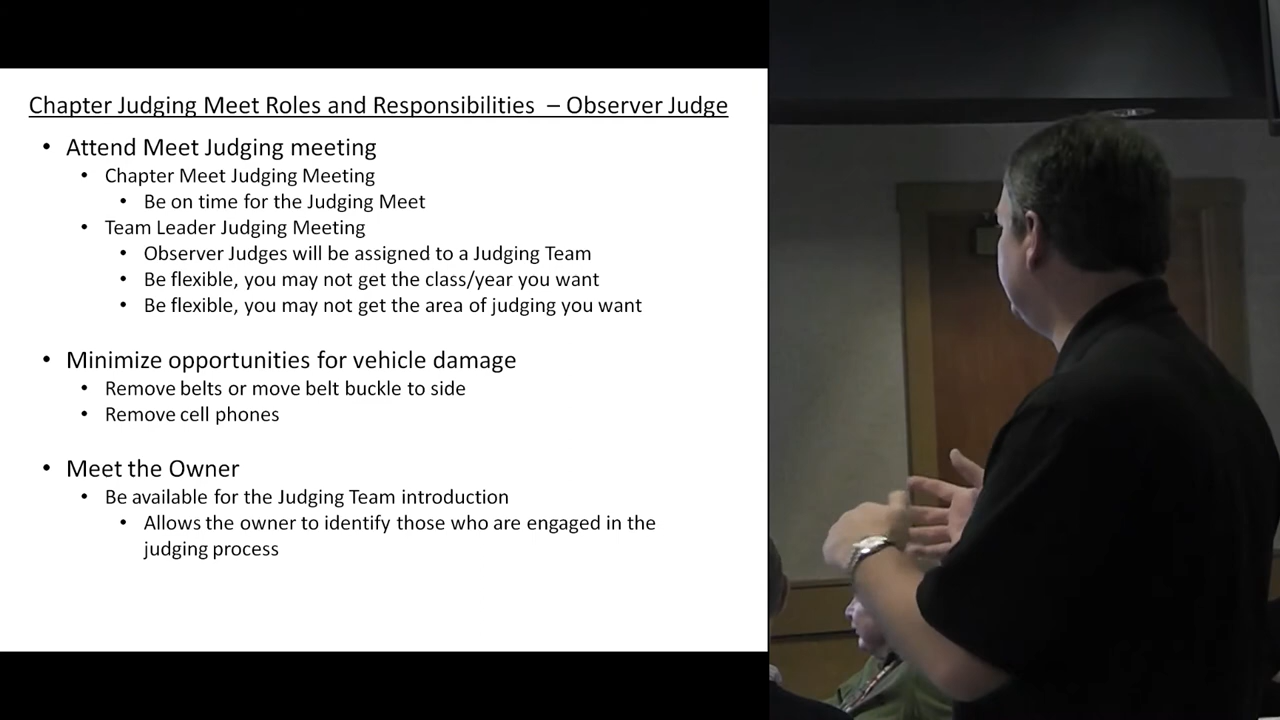 Chapter Judging Meet Roles and Responsibilities – Observer Judge
• Attend Meet Judging meeting
• Chapter Meet Judging Meeting
• Be on time for the Judging Meet
• Team Leader Judging Meeting
• Observer Judges will be assigned to a Judging Team
• Be flexible, you may not get the class/year you want
• Be flexible, you may not get the area of judging you want
• Minimize opportunities for vehicle damage
• Remove belts or move belt buckle to side
• Remove cell phones
• Meet the Owner
• Be available for the Judging Team introduction
• Allows the owner to identify those who are engaged in the
judging process